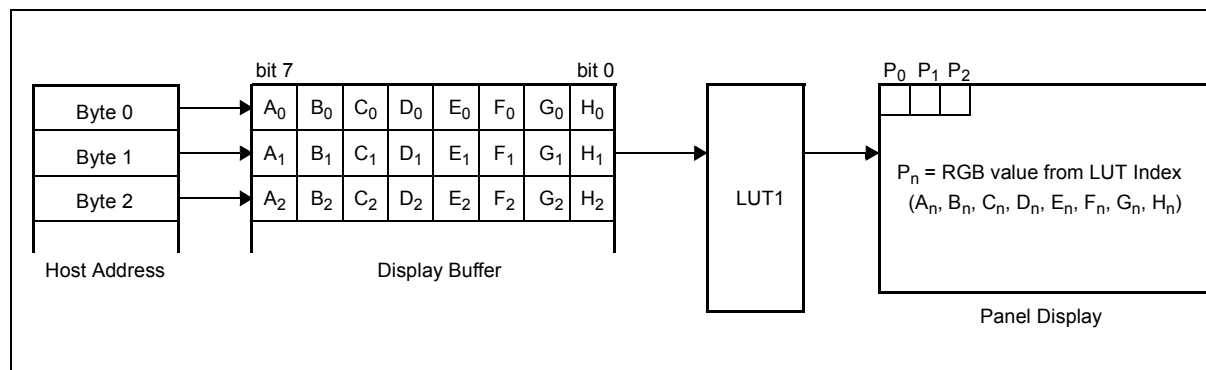 bit 7 bit 0
P0 P1 P2
Byte 0 A0 B0 C0 D0 E0 F0 G0 H0
Byte 1 A1 B1 C1 D1 E1 F1 G1 H1
Byte 2 A2 B2 C2 D2 E2 F2 G2 H2
Host Address
Display Buffer
LUT1
Pn = RGB value from LUT Index
(An, Bn, Cn, Dn, En, Fn, Gn, Hn)
Panel Display